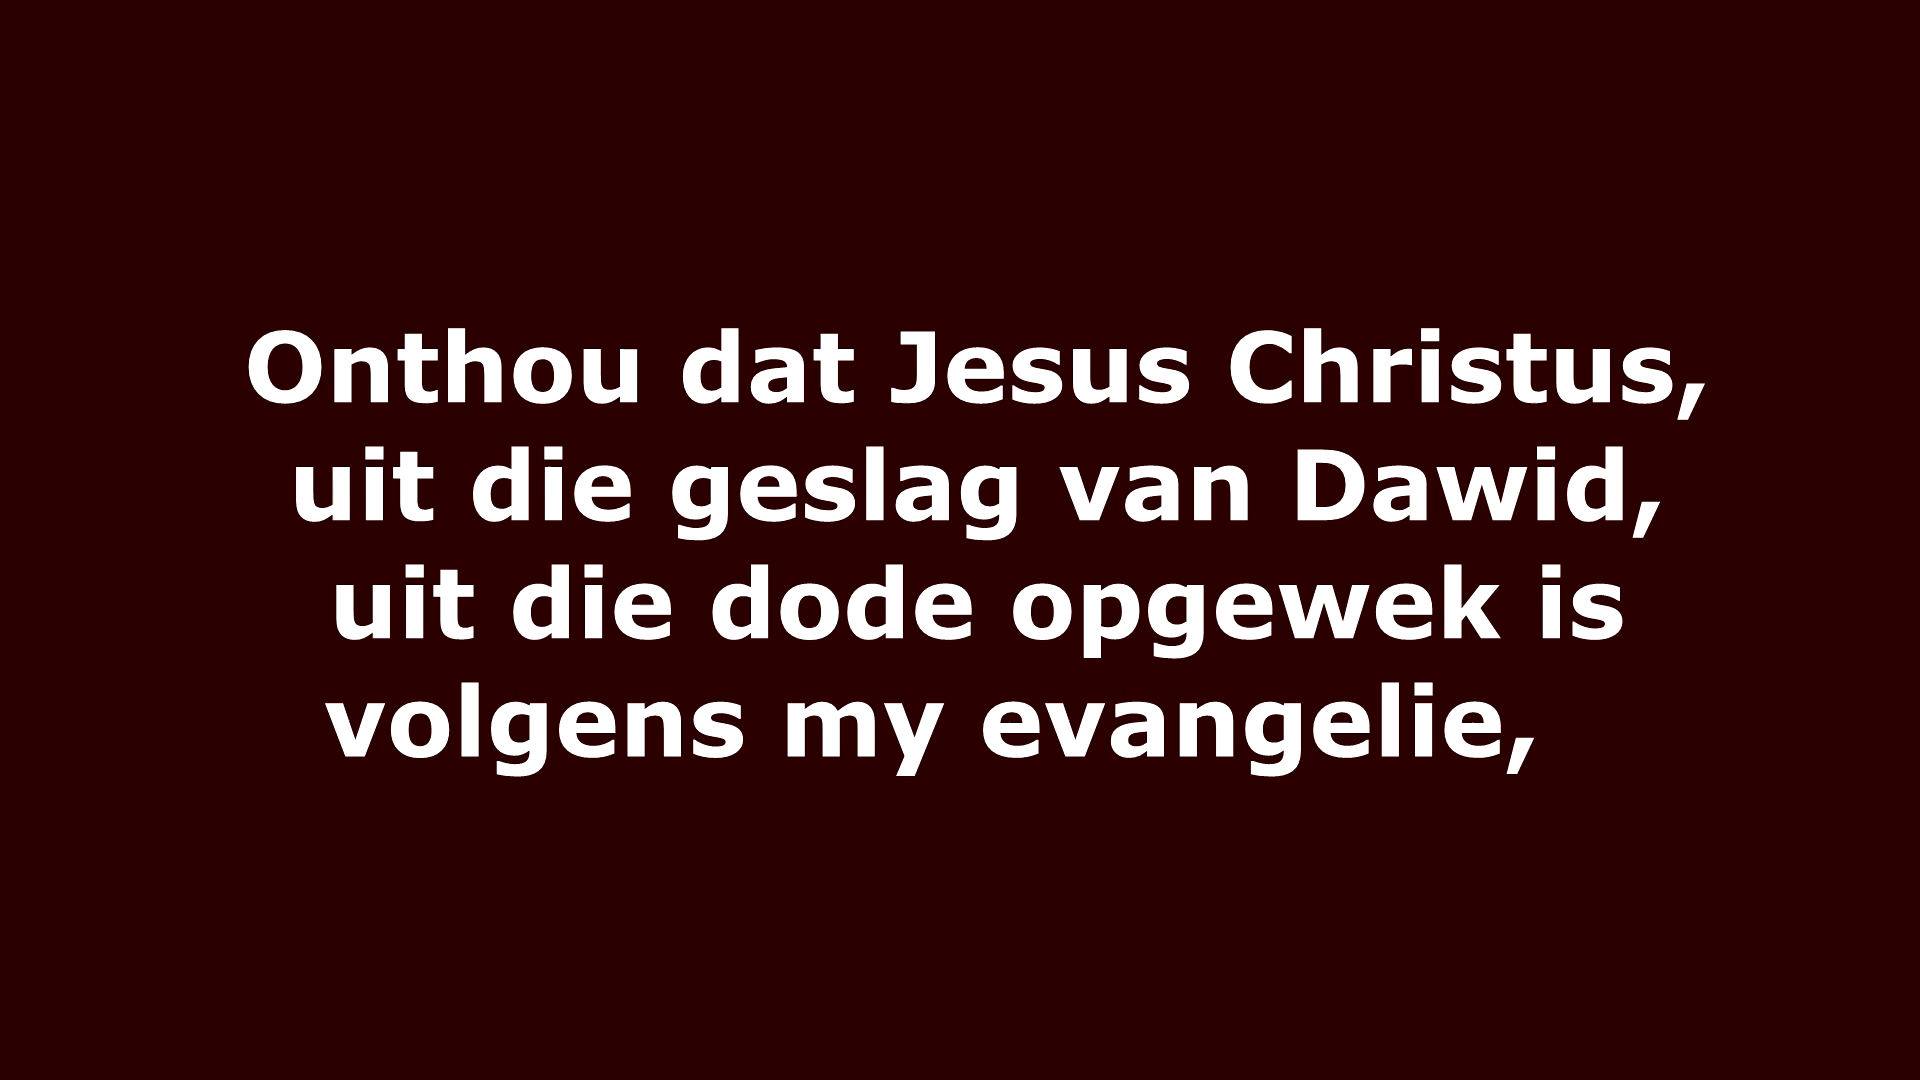 Onthou dat Jesus Christus,
uit die geslag van Dawid,
uit die dode opgewek is
volgens my evangelie,